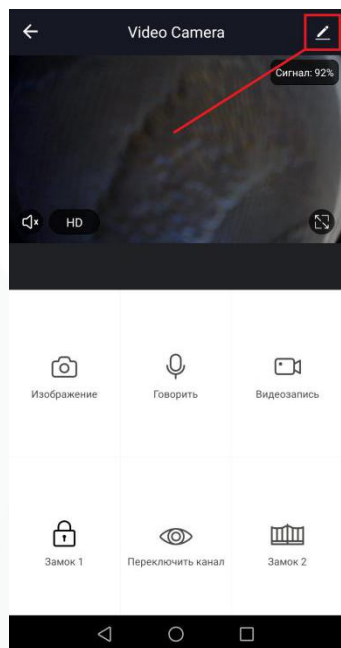 Video Camera
Сигнал: 92%
HD
Изображение
Говорить
Видеозапись
Замок 1
Переключить канал
Замок 2